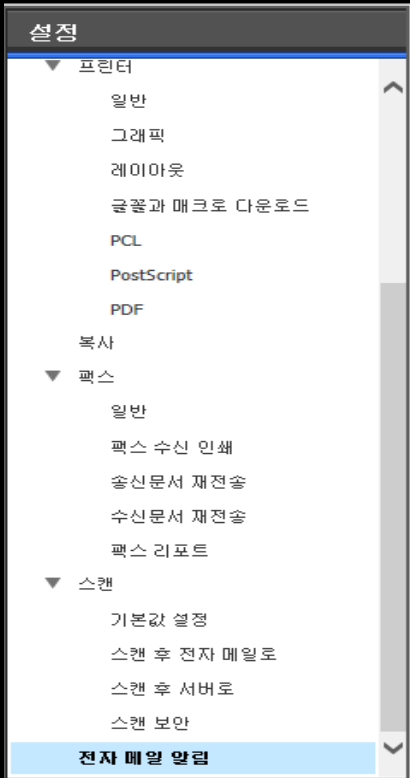 설정
프린터
일반
그래픽
레이아웃
글꼴과 매크로 다운로드
PCL
PostScript
PDF
복사
팩스
일반
팩스 수신 인쇄
송신문서 재전송
수신문서 재전송
팩스 리포트
스캔
기본값 설정
스캔 후 전자 메일로
스캔 후 서버로
스캔 보안
전자 메일 알림